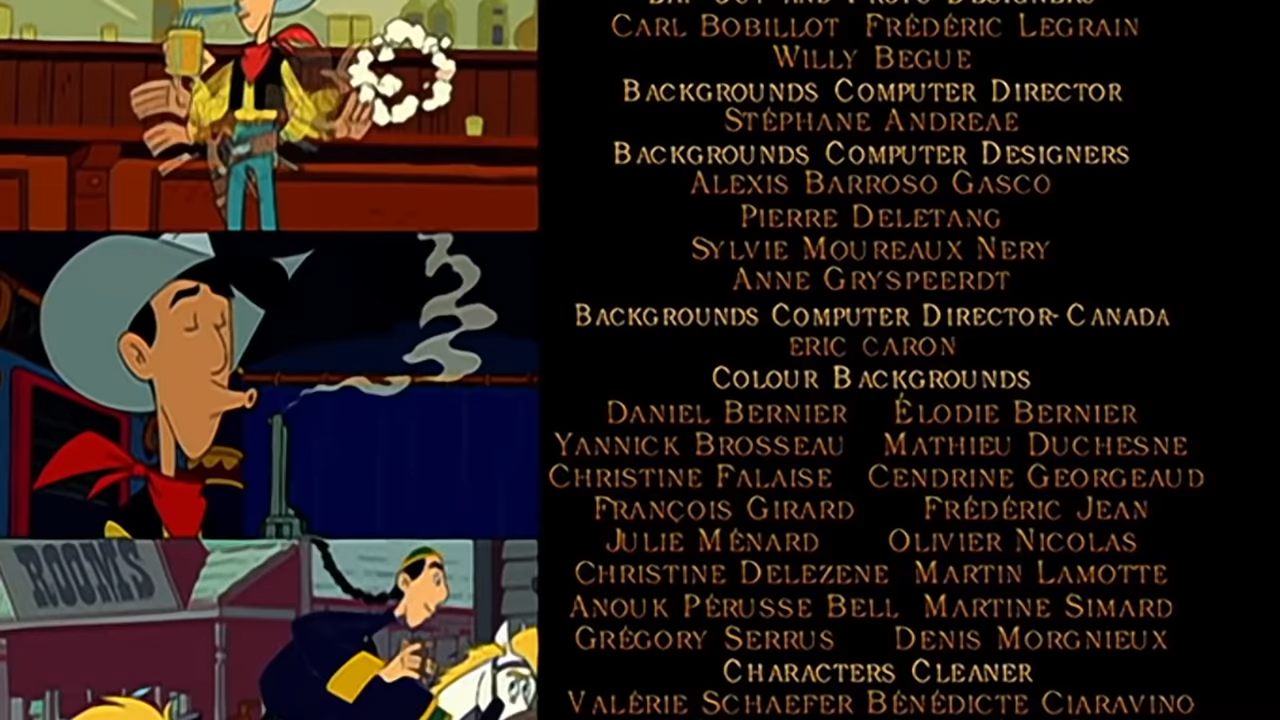 ROOMS
CARL BOBILLOT FRÉDÉRIC LEGRAIN
WILLY BEGUE
BACKGROUNDS COMPUTER DIRECTOR
STÉPHANE ANDREAE
BACKGROUNDS COMPUTER DESIGNERS
ALEXIS BARROSO GASCO
PIERRE DELETANG
SYLVIE MOUREAUX NERY
ANNE GRYSPEERDT
BACKGROUNDS COMPUTER DIRECTOR-CANADA
ERIC CARON
COLOUR BACKGROUNDS
DANIEL BERNIER ÉLODIE BERNIER
YANNICK BROSSEAU MATHIEU DUCHESNE
CHRISTINE FALAISE CENDRINE GEORGEAUD
FRANÇOIS GIRARD FRÉDÉRIC JEAN
JULIE MÉNARD OLIVIER NICOLAS
CHRISTINE DELEZENE MARTIN LAMOTTE
ANOUK PÉRUSSE BELL MARTINE SIMARD
GRÉGORY SERRUS DENIS MORGNIEUX
CHARACTERS CLEANER
VALÉRIE SCHAEFER BÉNÉDICTE CIARAVINO